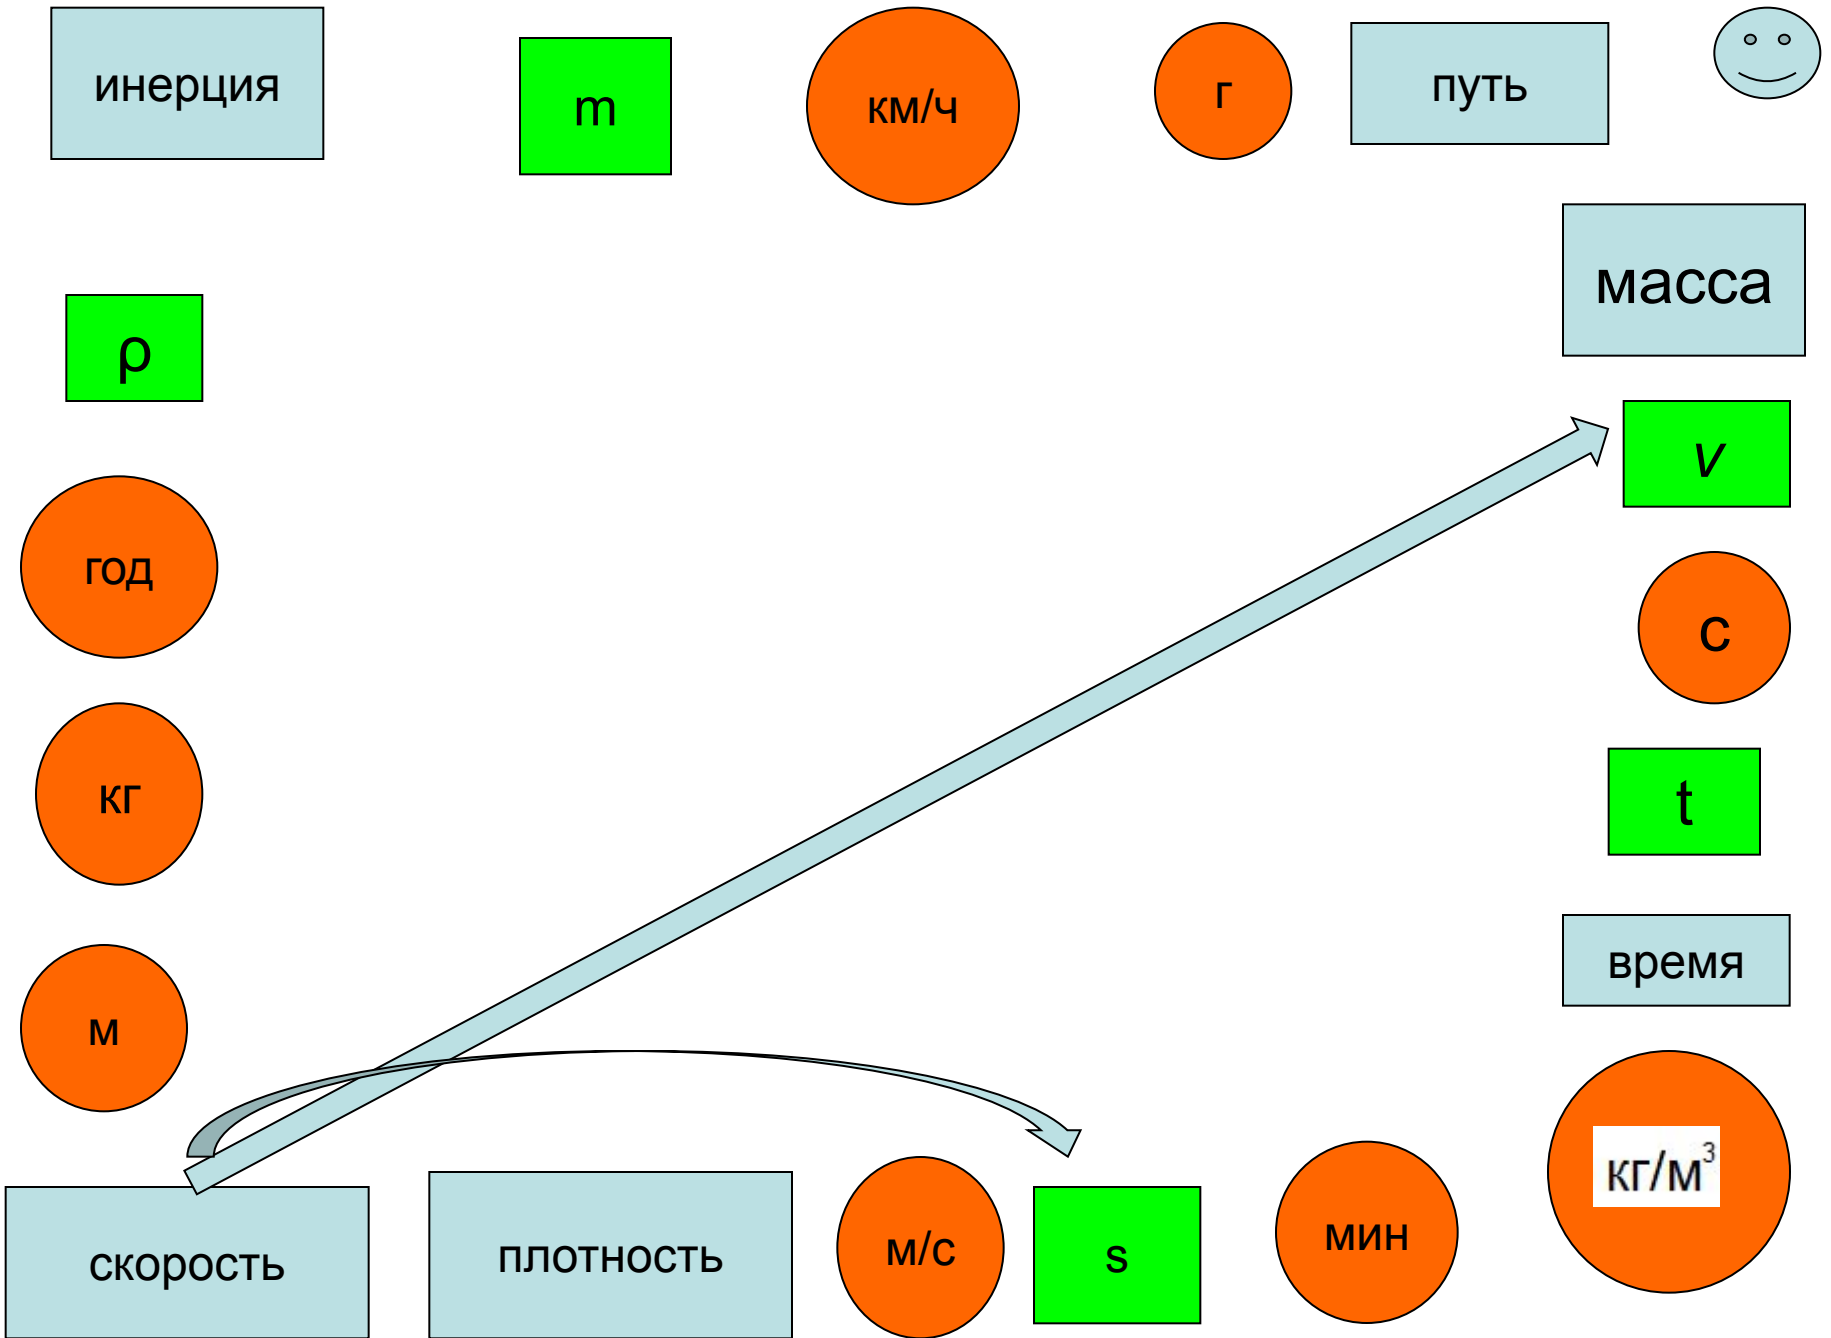 инерция
m
км/ч
г
путь
масса
ρ
v
год
с
кг
t
время
м
кг/м³
скорость
плотность
м/с
s
мин